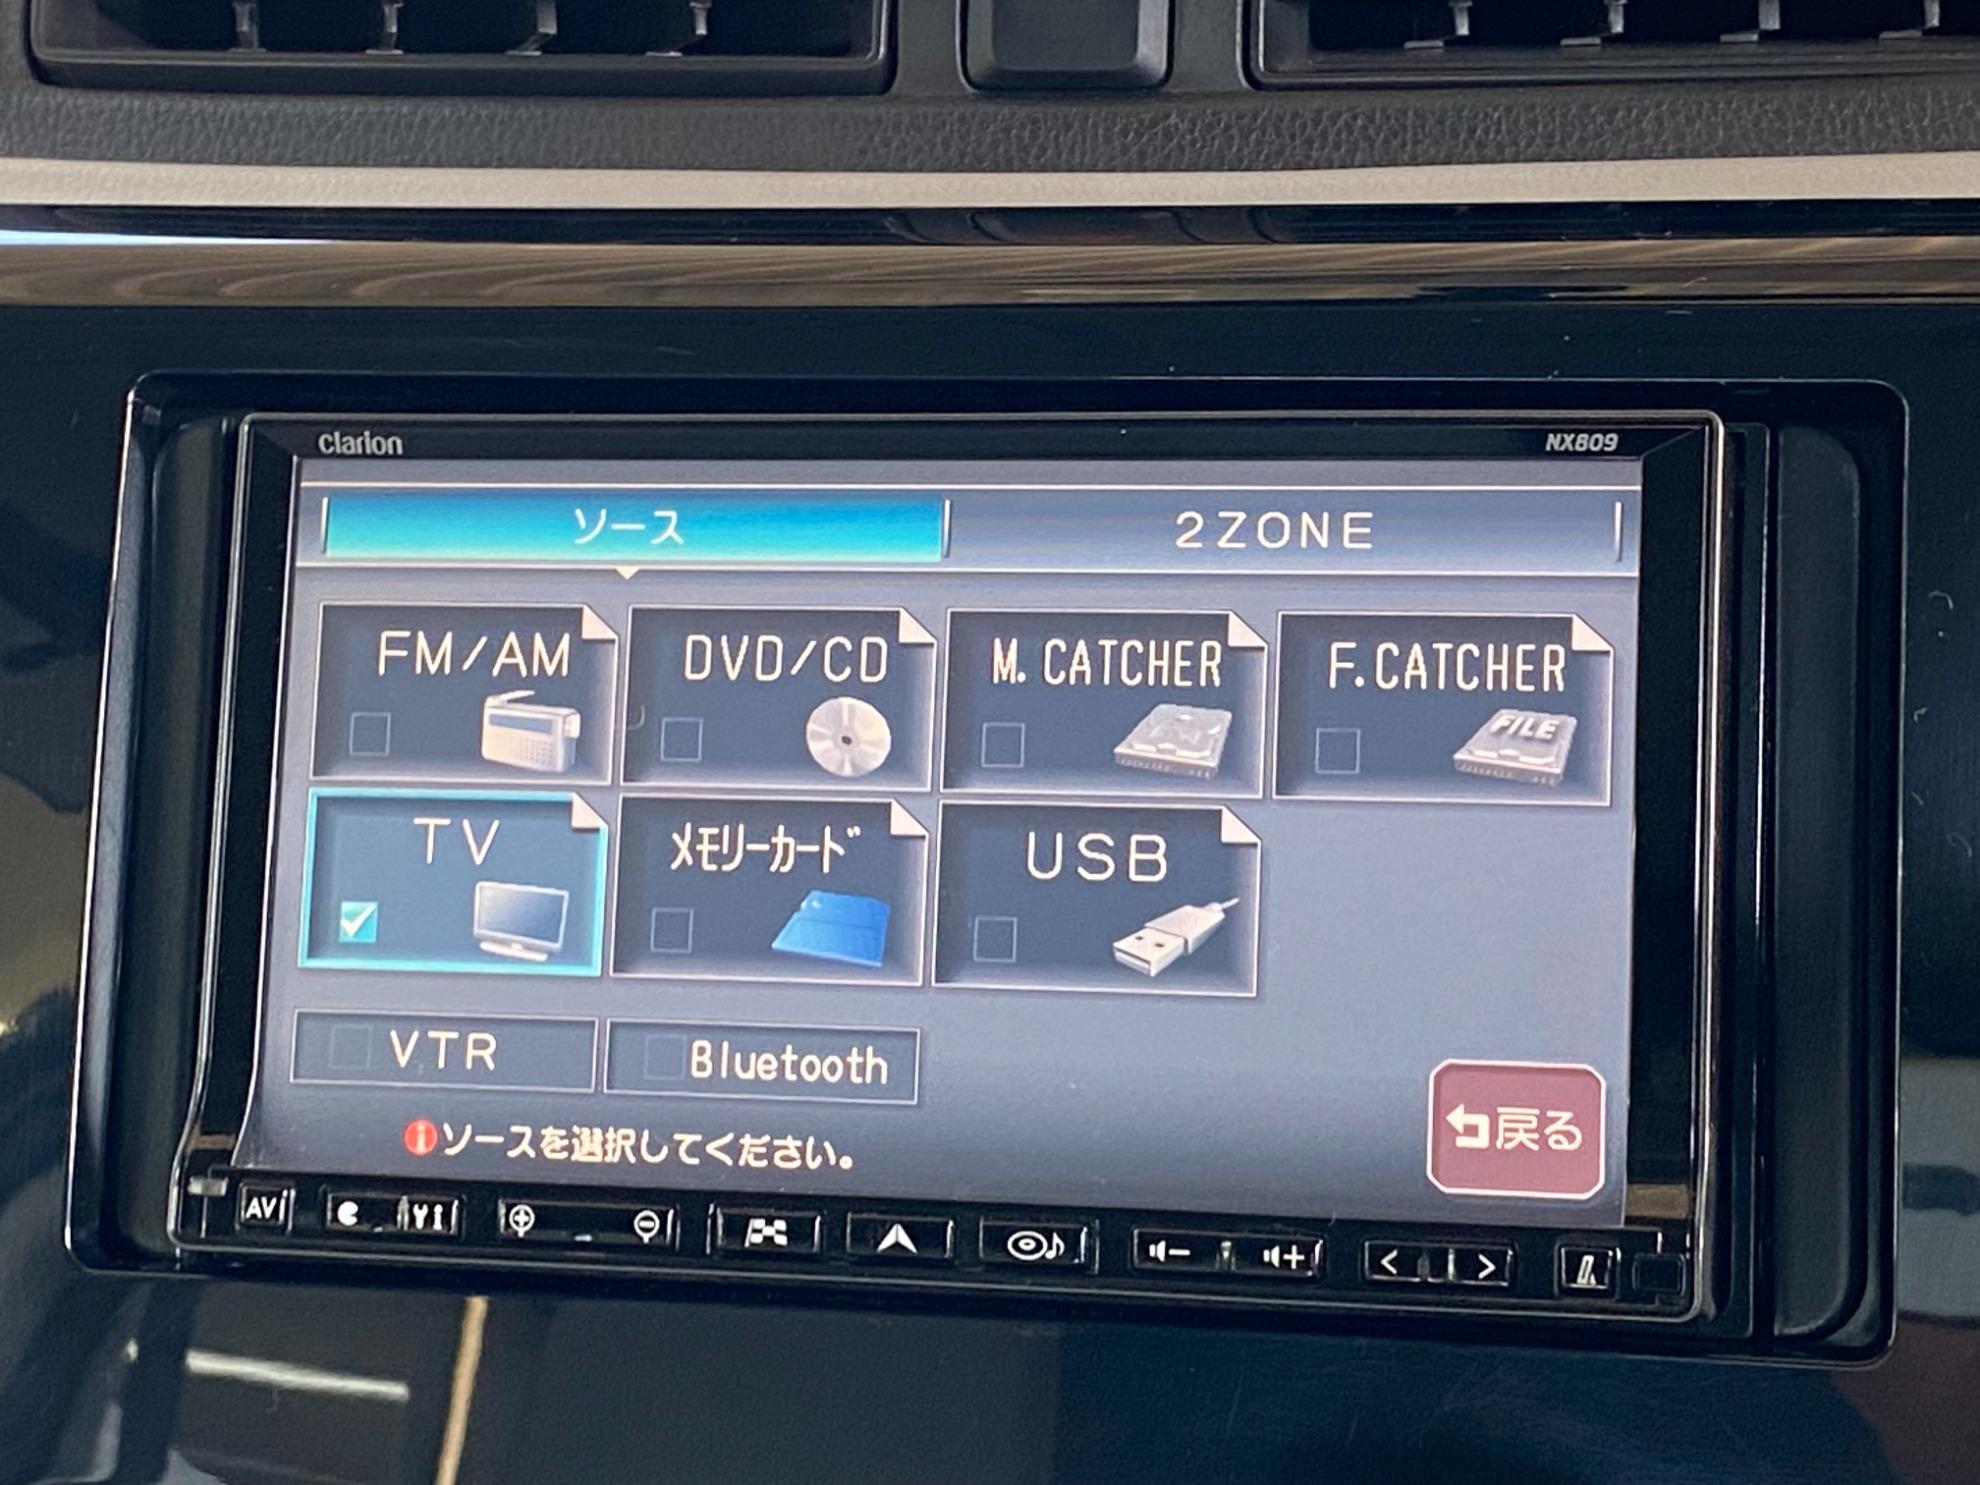 clarion
NX809
ソース
2ZONE
FM/AM
DVD/CD
M. CATCHER
F.CATCHER
FILE
TV
メモリーカード
USB
VTR
Bluetooth
ソースを選択してください。
戻る
AV